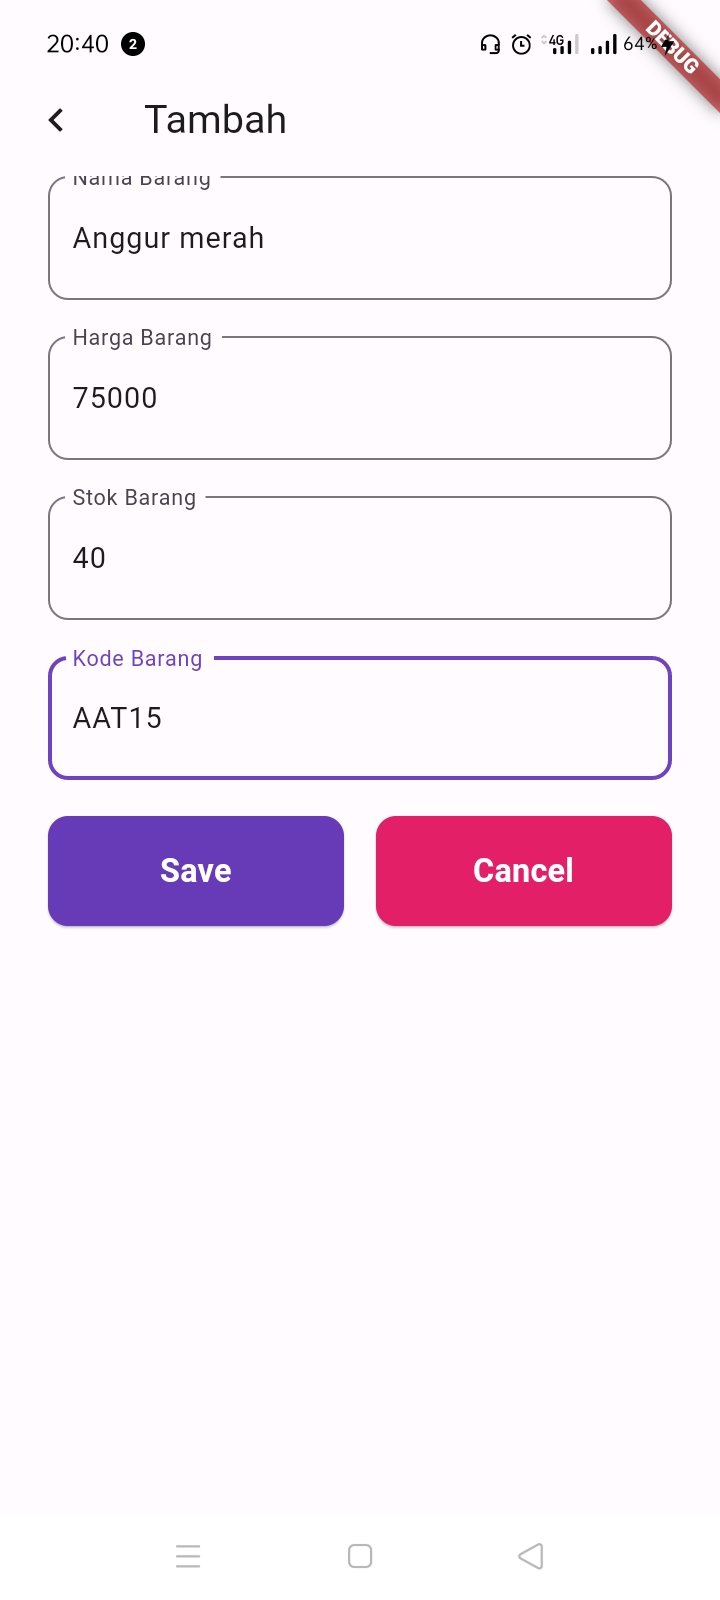 20:40 2 4G 64%
DEBUG
Tambah
Nama Barang
Anggur merah
Harga Barang
75000
Stok Barang
40
Kode Barang
AAT15
Save Cancel